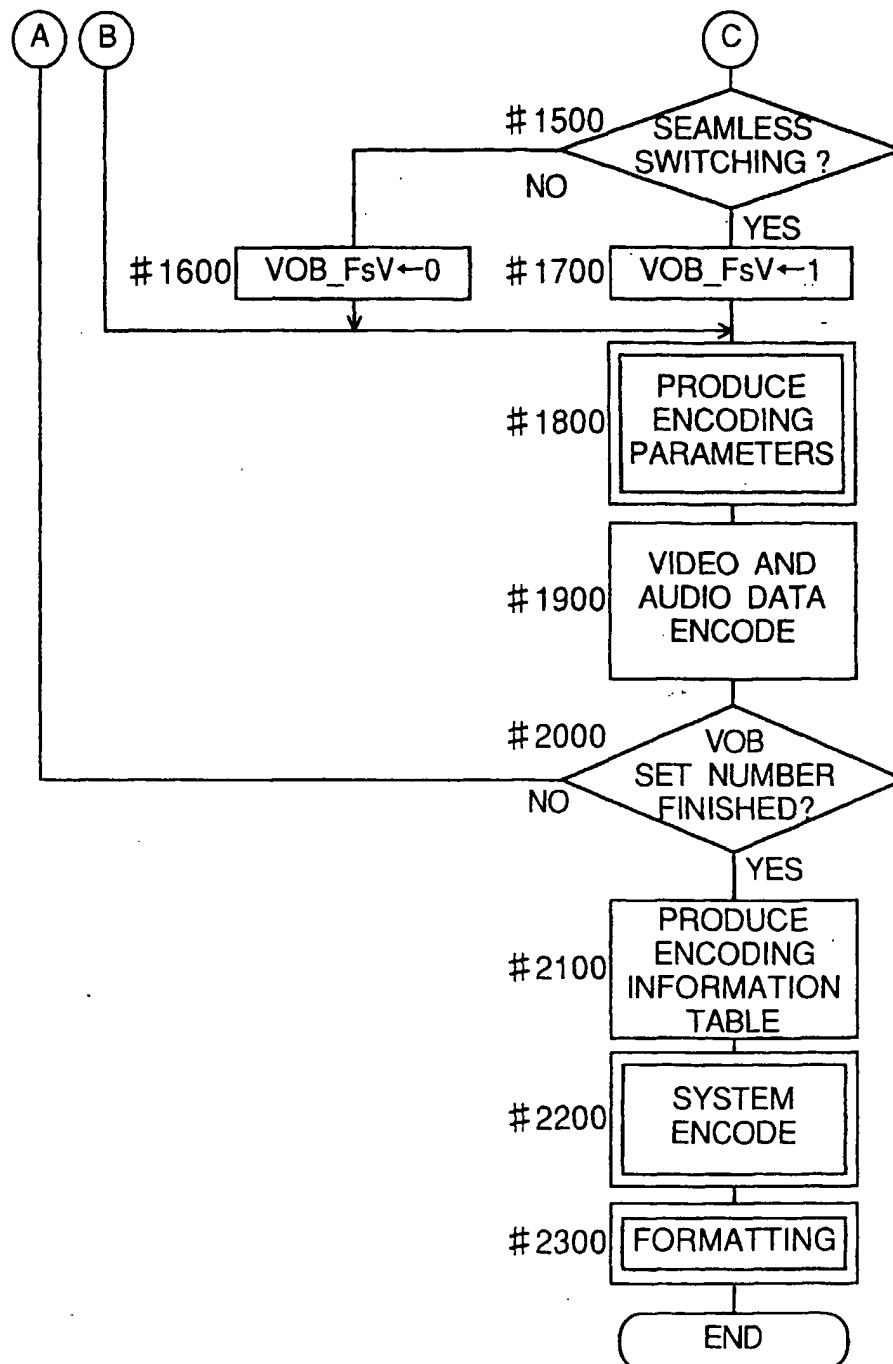 A
B
C
#1500
SEAMLESS
SWITCHING ?
NO
YES
#1600
VOB_FsV←0
#1700
VOB_FsV←1
#1800
PRODUCE
ENCODING
PARAMETERS
#1900
VIDEO AND
AUDIO DATA
ENCODE
#2000
VOB
SET NUMBER
FINISHED?
NO
YES
#2100
PRODUCE
ENCODING
INFORMATION
TABLE
#2200
SYSTEM
ENCODE
#2300
FORMATTING
END